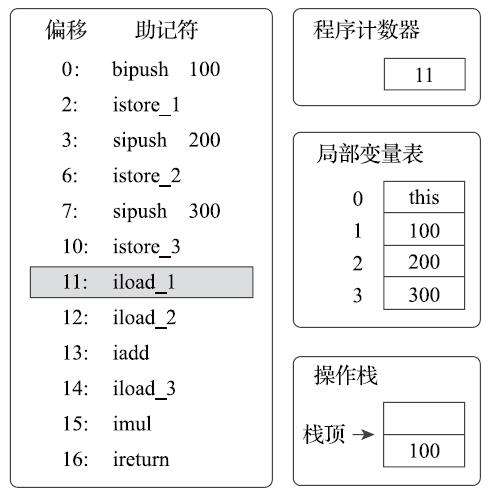 偏移 助记符
0: bipush 100
2: istore_1
3: sipush 200
6: istore_2
7: sipush 300
10: istore_3
11: iload_1
12: iload_2
13: iadd
14: iload_3
15: imul
16: ireturn
程序计数器
11
局部变量表
0 this
1 100
2 200
3 300
操作栈
栈顶
100